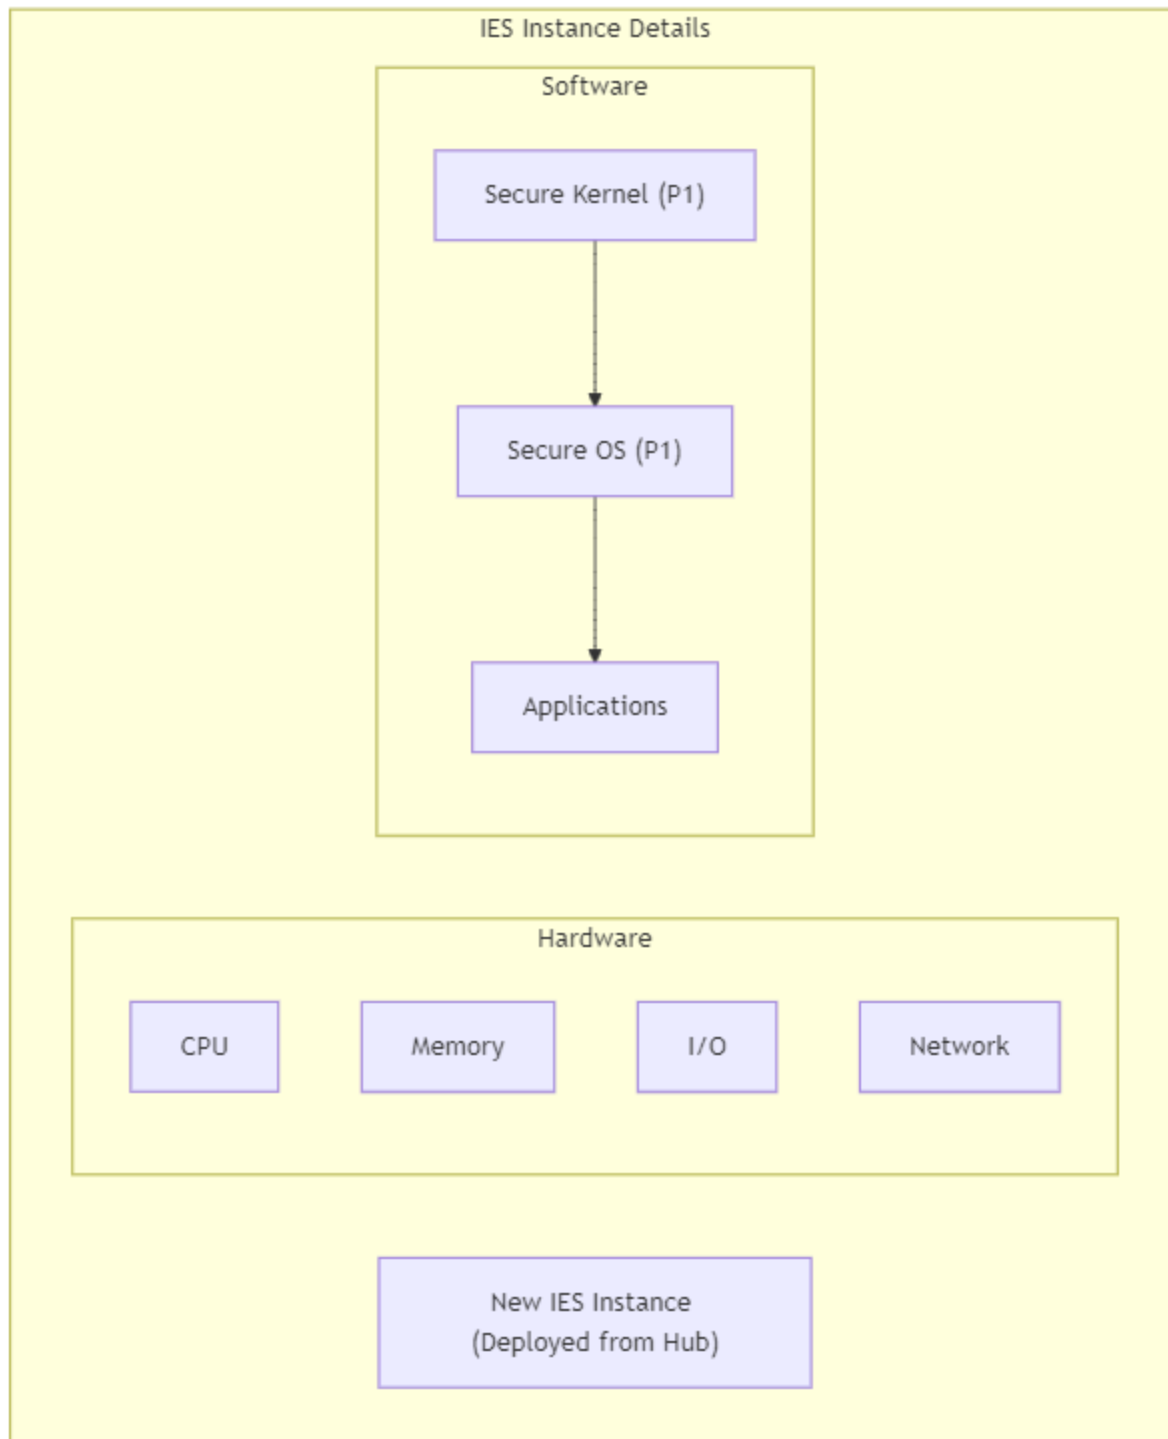 IES Instance Details
Software
Secure Kernel (P1)
Secure OS (P1)
Applications
Hardware
CPU
Memory
I/O
Network
New IES Instance
(Deployed from Hub)